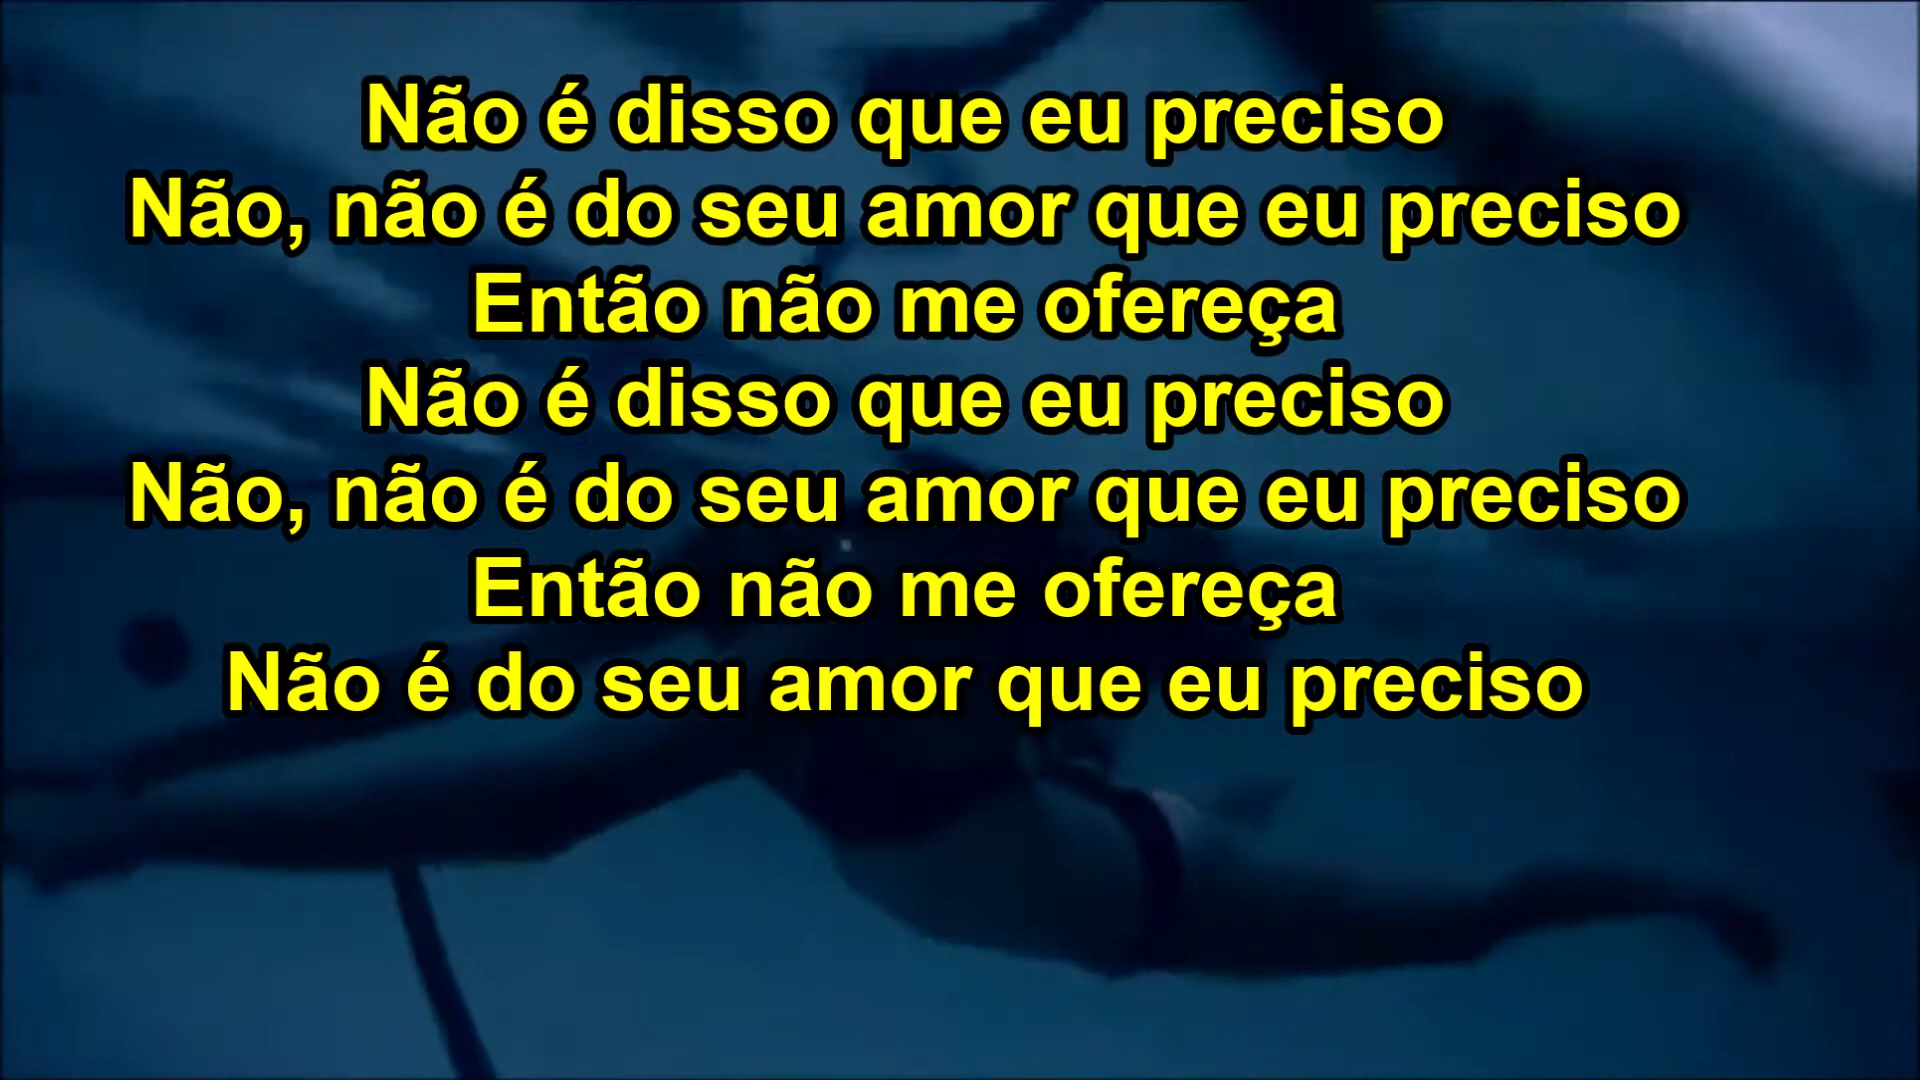 Não é disso que eu preciso
Não, não é do seu amor que eu preciso
Então não me ofereça
Não é disso que eu preciso
Não, não é do seu amor que eu preciso
Então não me ofereça
Não é do seu amor que eu preciso